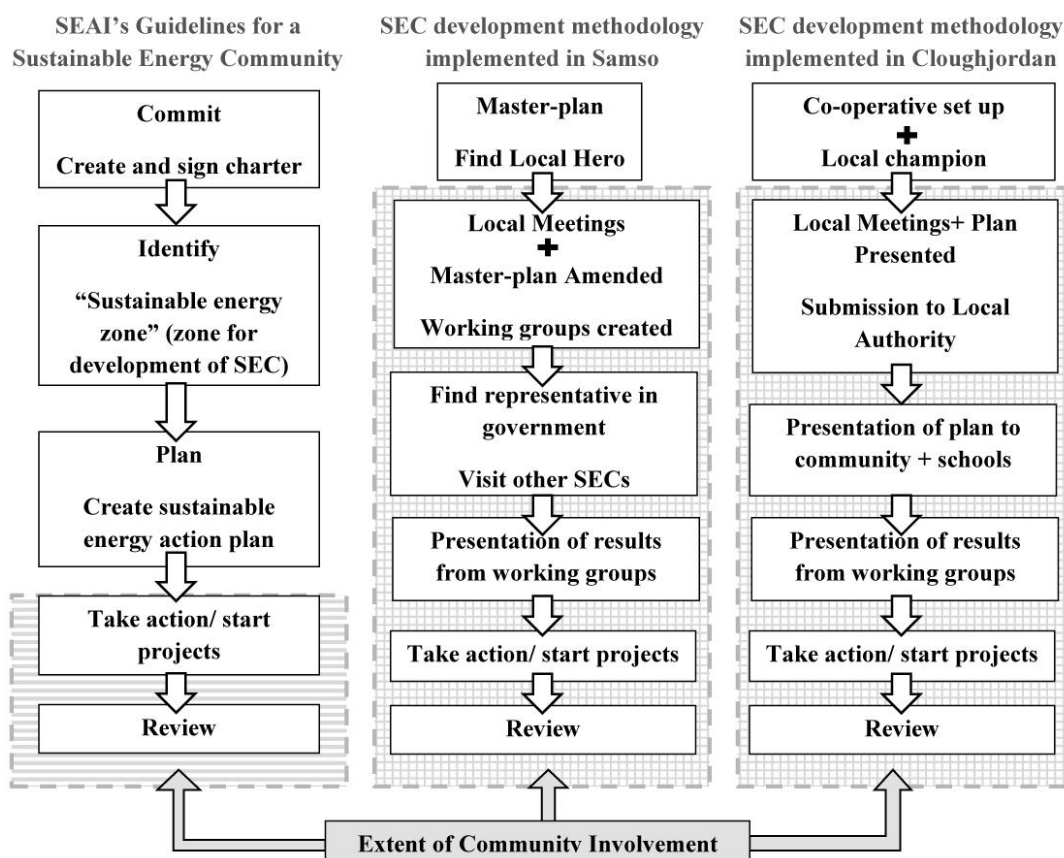 SEAI's Guidelines for a
Sustainable Energy Community
Commit
Create and sign charter
Identify
“Sustainable energy
zone” (zone for
development of SEC)
Plan
Create sustainable
energy action plan
Take action/ start
projects
Review
SEC development methodology
implemented in Samso
Master-plan
Find Local Hero
Local Meetings
+
Master-plan Amended
Working groups created
Find representative in
government
Visit other SECs
Presentation of results
from working groups
Take action/ start projects
Review
SEC development methodology
implemented in Cloughjordan
Co-operative set up
+
Local champion
Local Meetings+ Plan
Presented
Submission to Local
Authority
Presentation of plan to
community + schools
Presentation of results
from working groups
Take action/ start projects
Review
Extent of Community Involvement